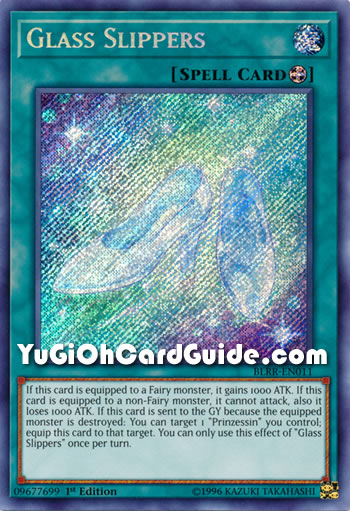 Glass Slippers
[Spell Card]
YuGiOhCardGuide.com
BLRR-EN011
If this card is equipped to a Fairy monster, it gains 1000 ATK. If this
card is equipped to a non-Fairy monster, it cannot attack, also it
loses 1000 ATK. If this card is sent to the GY because the equipped
monster is destroyed: You can target 1 "Prinzessin" you control;
equip this card to that target. You can only use this effect of "Glass
Slippers" once per turn.
09677699 1st Edition ©1996 KAZUKI TAKAHASHI